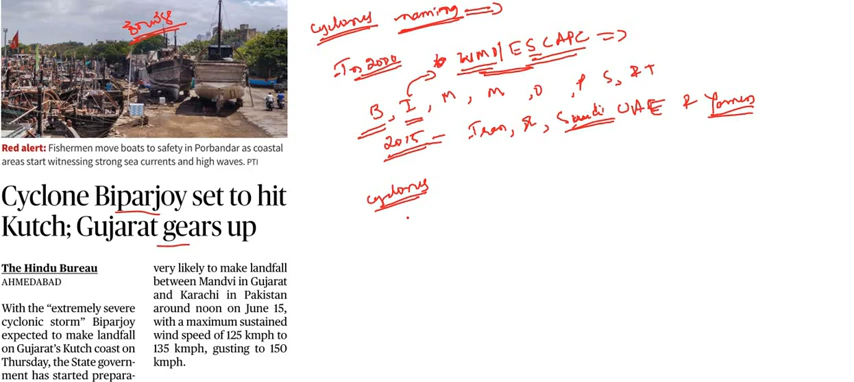 cyclones naming =>
In 2000
WMO/ESCAPE =>
B, I, M, M, O, P S, & T
2015 = Iran, Q, Saudi UAE & Yemen
cyclones
Red alert: Fishermen move boats to safety in Porbandar as coastal
areas start witnessing strong sea currents and high waves. PTI
Cyclone Biparjoy set to hit
Kutch; Gujarat gears up
The Hindu Bureau
AHMEDABAD
With the “extremely severe
cyclonic storm” Biparjoy
expected to make landfall
on Gujarat's Kutch coast on
Thursday, the State govern-
ment has started prepara-
very likely to make landfall
between Mandvi in Gujarat
and Karachi in Pakistan
around noon on June 15,
with a maximum sustained
wind speed of 125 kmph to
135 kmph, gusting to 150
kmph.